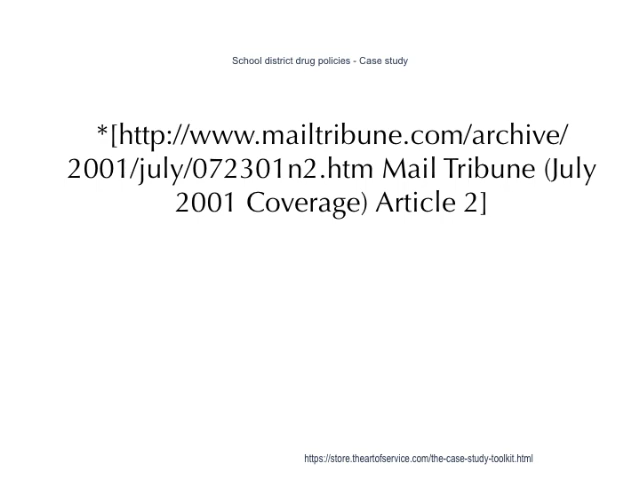 School district drug policies - Case study
*[http://www.mailtribune.com/archive/
2001/july/072301n2.htm Mail Tribune (July
2001 Coverage) Article 2]
https://store.theartofservice.com/the-case-study-toolkit.html